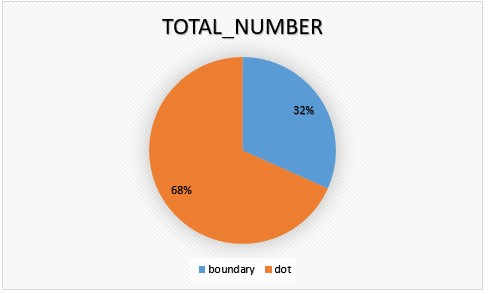 TOTAL_NUMBER
32%
68%
boundary dot